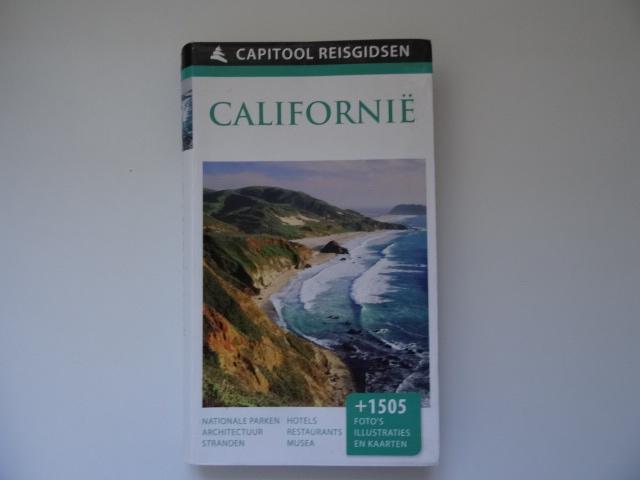 CAPITOOL REISGIDSEN
CALIFORNIË
NATIONALE PARKEN
ARCHITECTUUR
STRANDEN
HOTELS
RESTAURANTS
MUSEA
+1505
FOTO'S
ILLUSTRATIES
EN KAARTEN